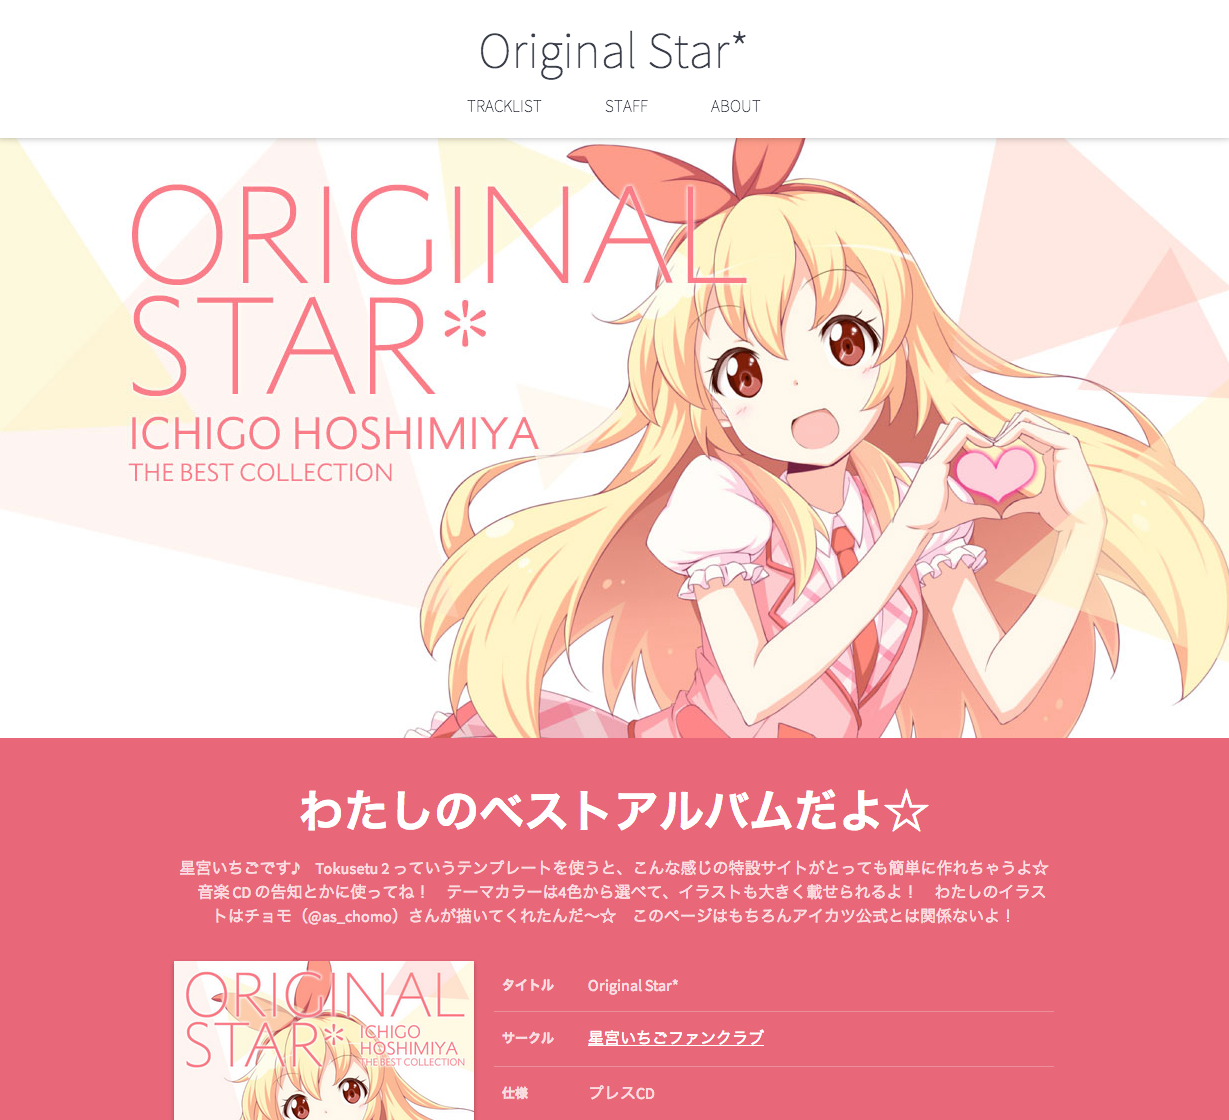 Original Star*
TRACKLIST STAFF ABOUT
ORIGINAL
STAR*
ICHIGO HOSHIMIYA
THE BEST COLLECTION
わたしのベストアルバムだよ☆
星宮いちごです♪　Tokusetu 2 っていうテンプレートを使うと、こんな感じの特設サイトがとっても簡単に作れちゃうよ☆
音楽 CD の告知とかに使ってね！　テーマカラーは4色から選べて、イラストも大きく載せられるよ！　わたしのイラス
トはチョモ（@as_chomo）さんが描いてくれたんだ〜☆　このページはもちろんアイカツ公式とは関係ないよ！
ORIGINAL
STAR*
ICHIGO
HOSHIMIYA
THE BEST COLLECTION
タイトル Original Star*
サークル 星宮いちごファンクラブ
仕様 プレスCD